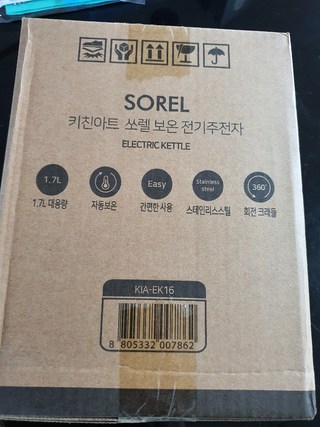 SOREL
키친아트 쏘렐 보온 전기주전자
ELECTRIC KETTLE
1.7L Easy Stainless steel 360°
1.7L 대용량 자동보온 간편한 사용 스테인리스스틸 회전 크래들
KIA-EK16
8 805332 007862